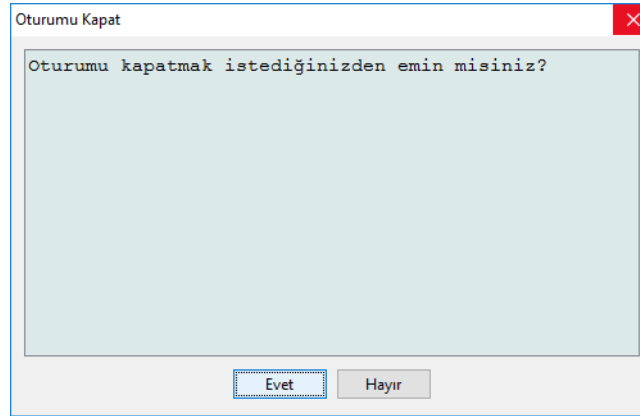 Oturumu Kapat
Oturumu kapatmak istediğinizden emin misiniz?
Evet
Hayır